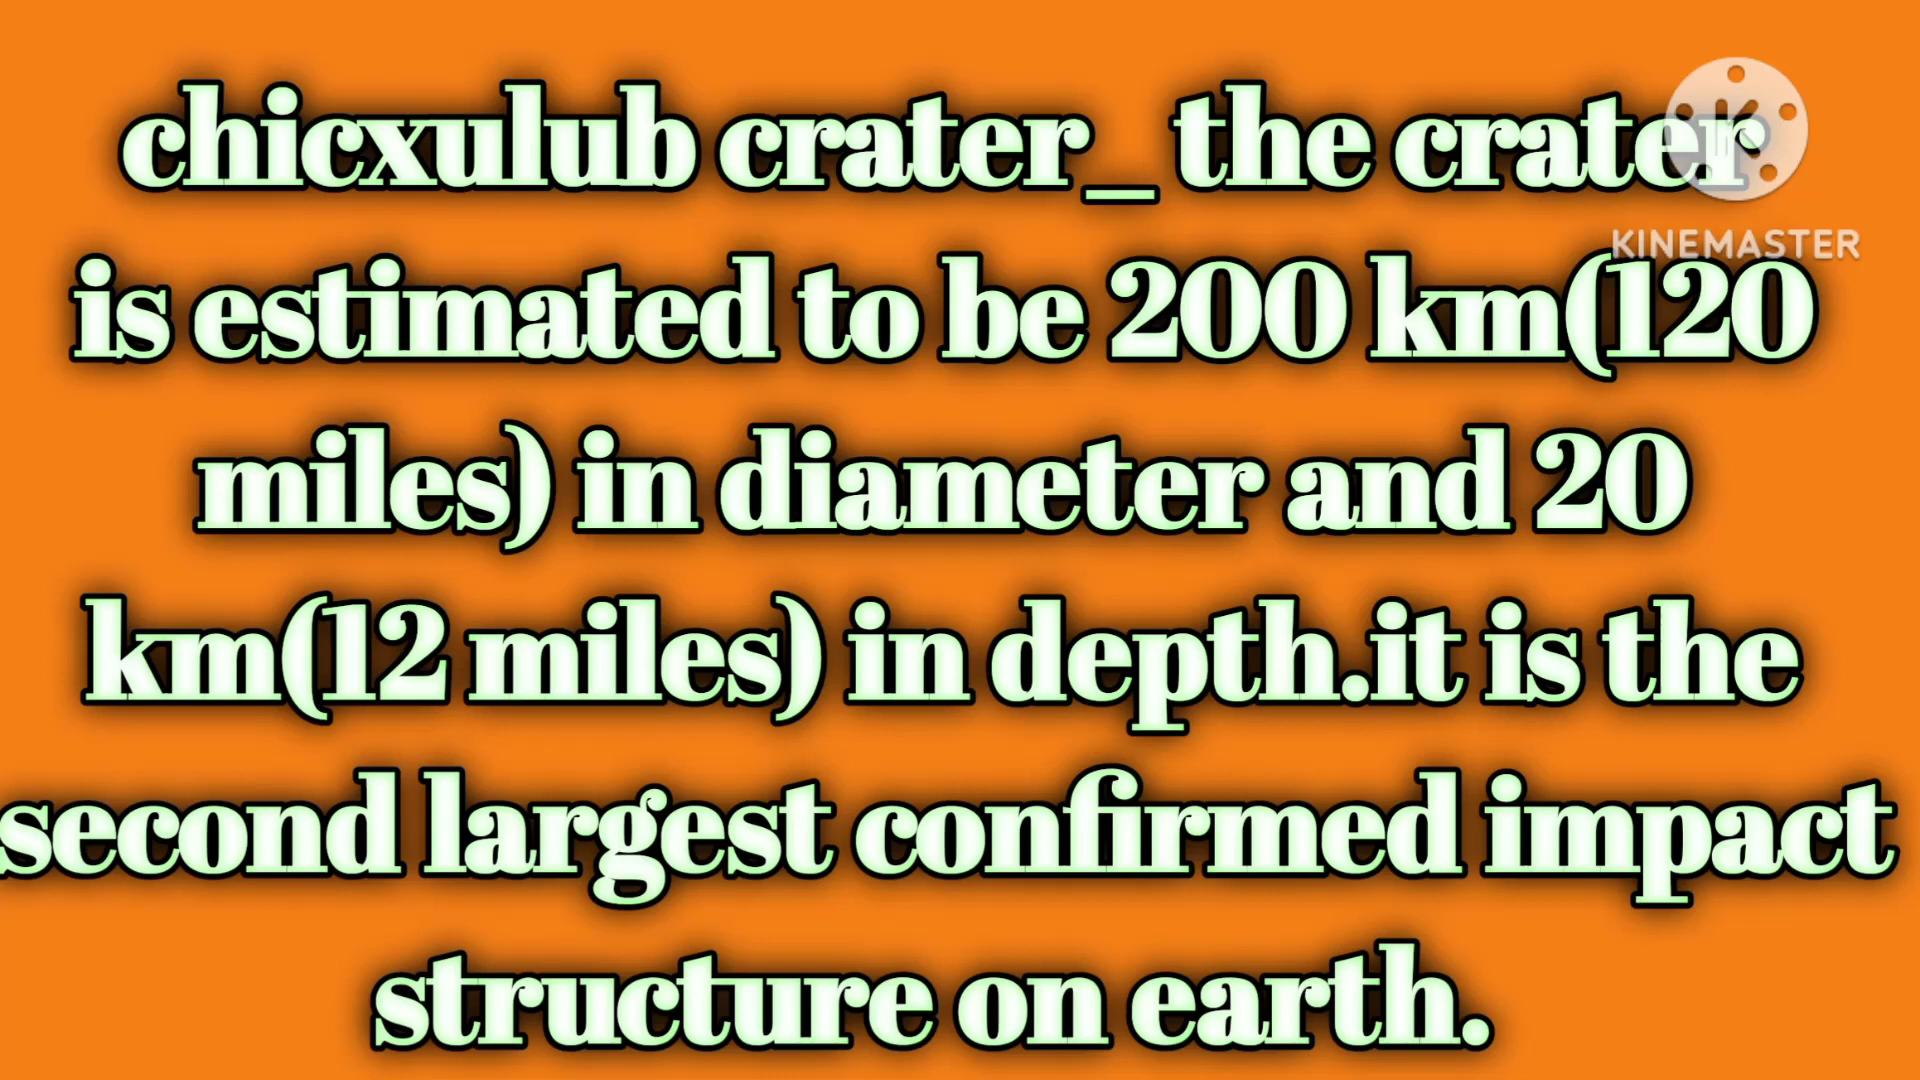 chicxulub crater_ the crater
KINEMASTER
is estimated to be 200 km(120
miles) in diameter and 20
km(12 miles) in depth.it is the
second largest confirmed impact
structure on earth.